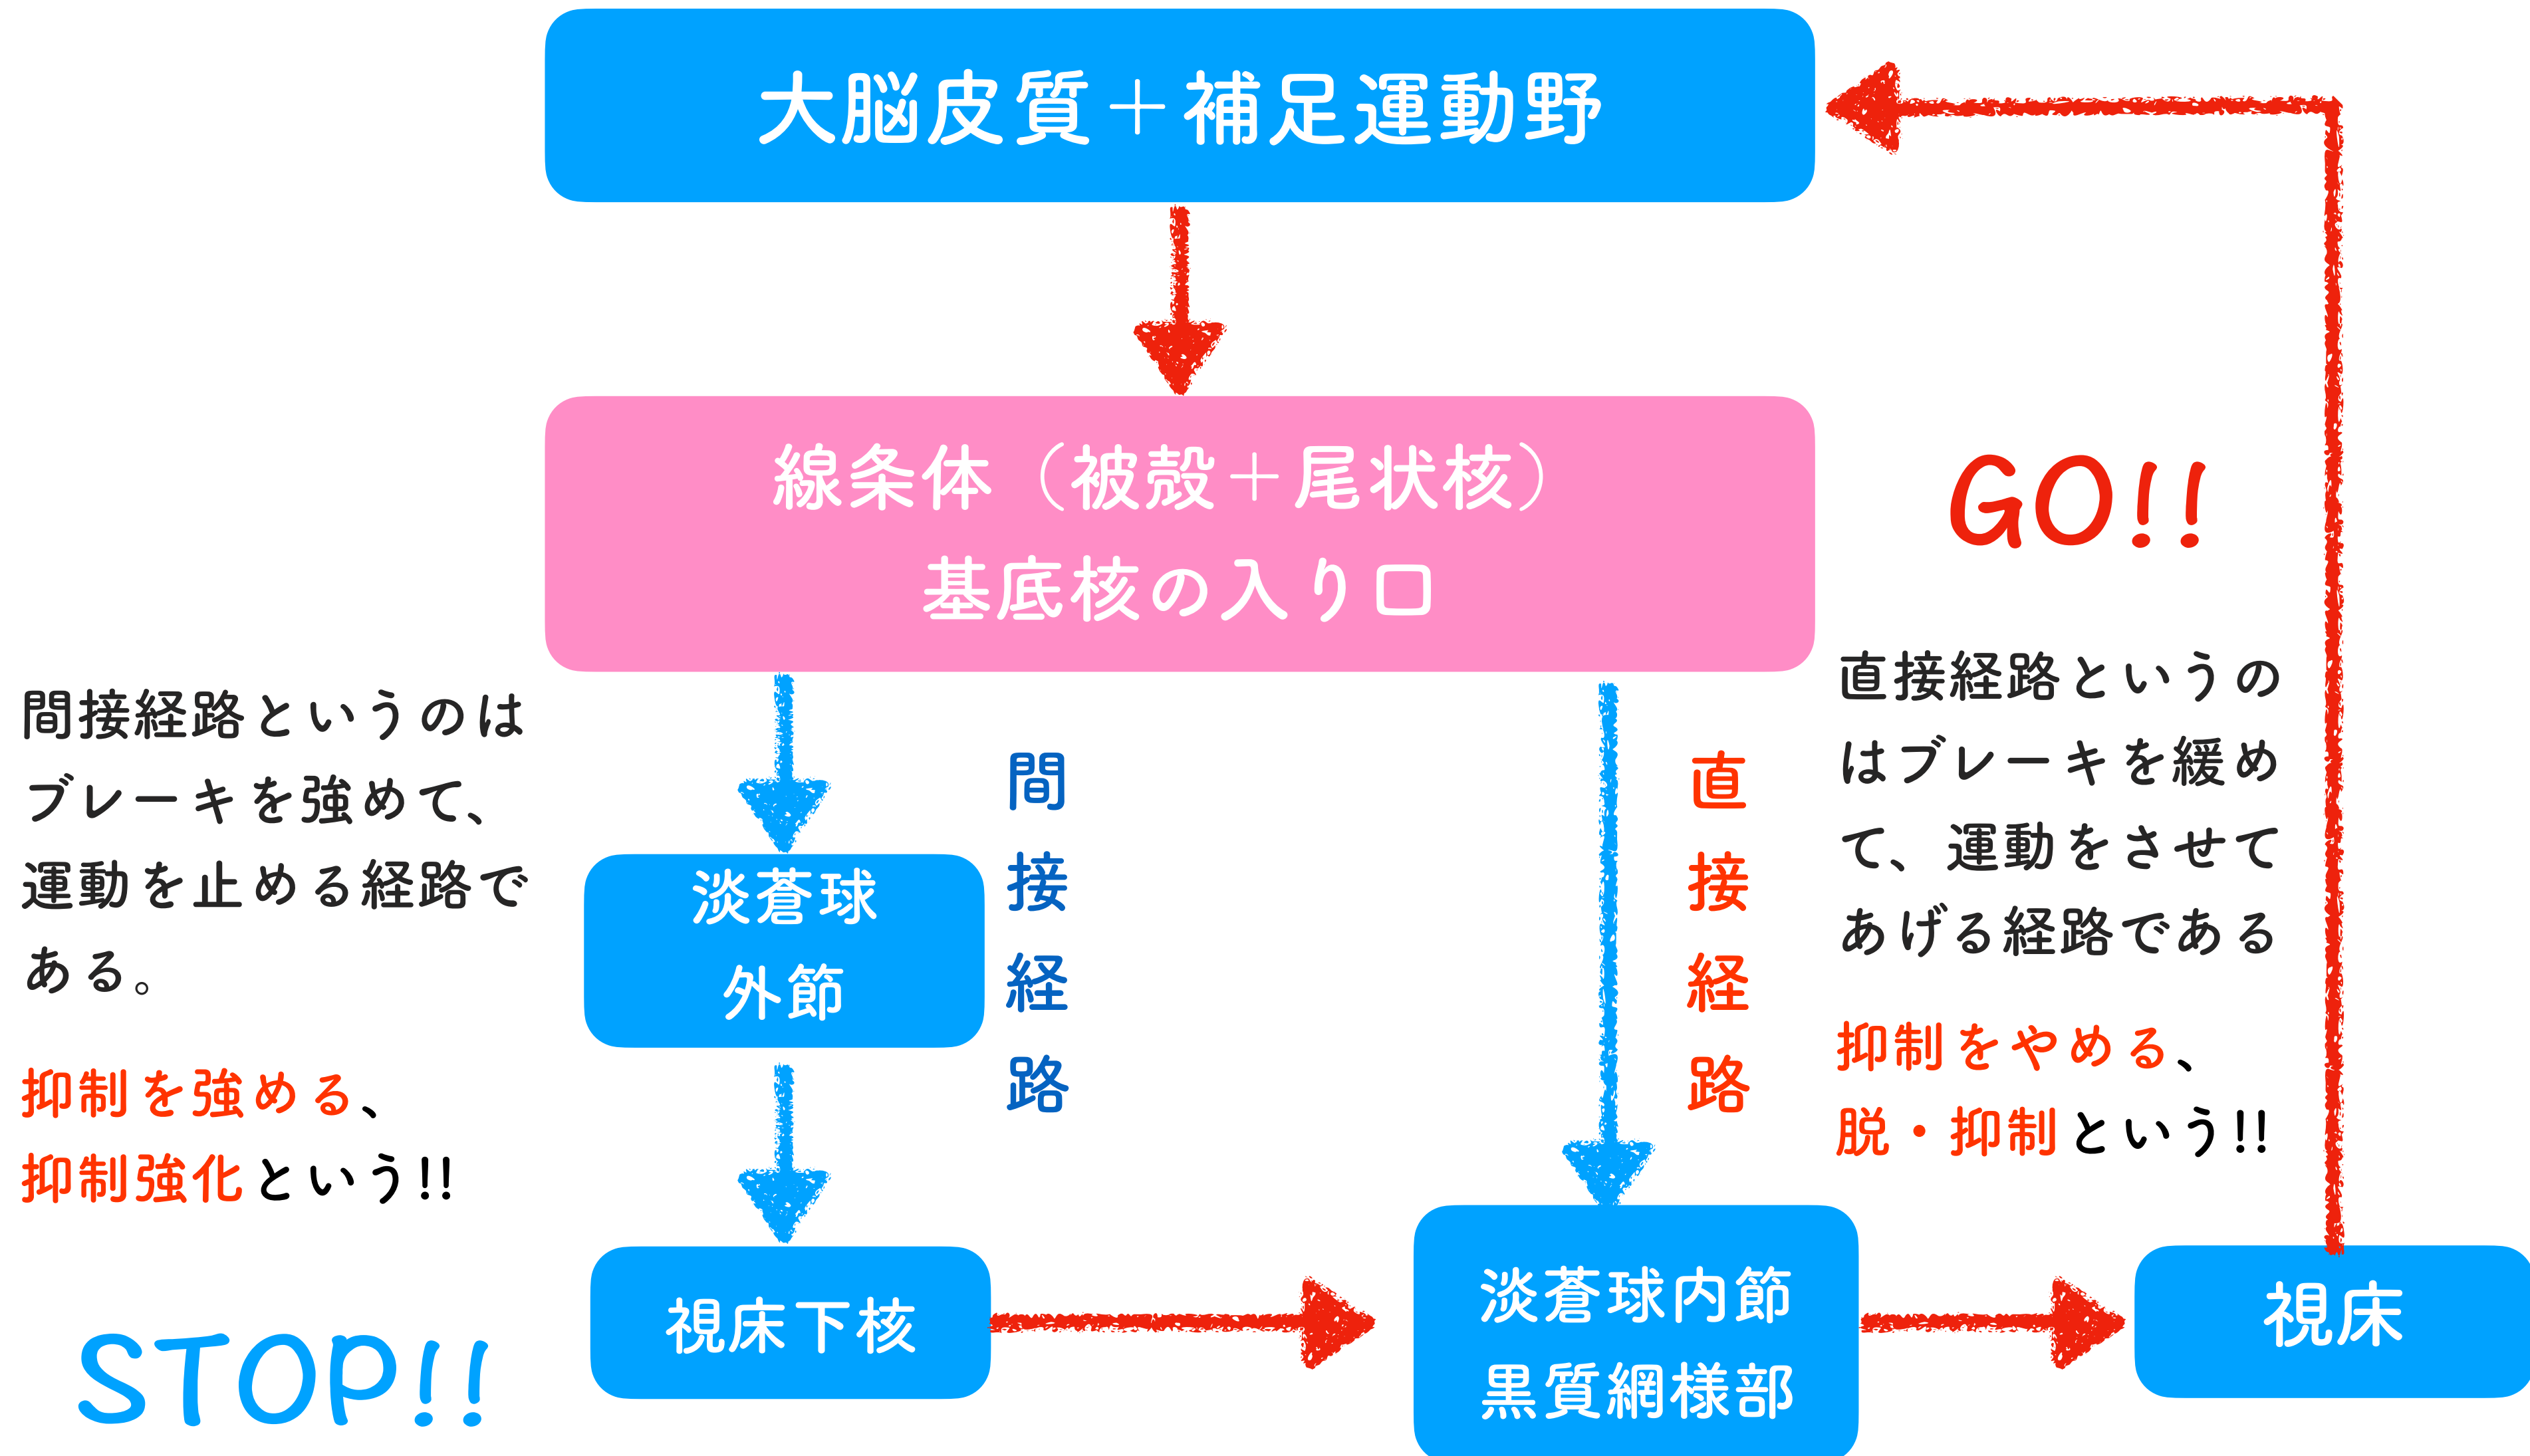 大脳皮質＋補足運動野
線条体（被殻＋尾状核）
基底核の入り口
GO!!
間接経路というのは
ブレーキを強めて、
運動を止める経路で
ある。
抑制を強める、
抑制強化という!!
STOP!!
淡蒼球
外節
間接経路
視床下核
直接経路
直接経路というの
はブレーキを緩め
て、運動をさせて
あげる経路である
抑制をやめる、
脱・抑制という!!
淡蒼球内節
黒質網様部
視床